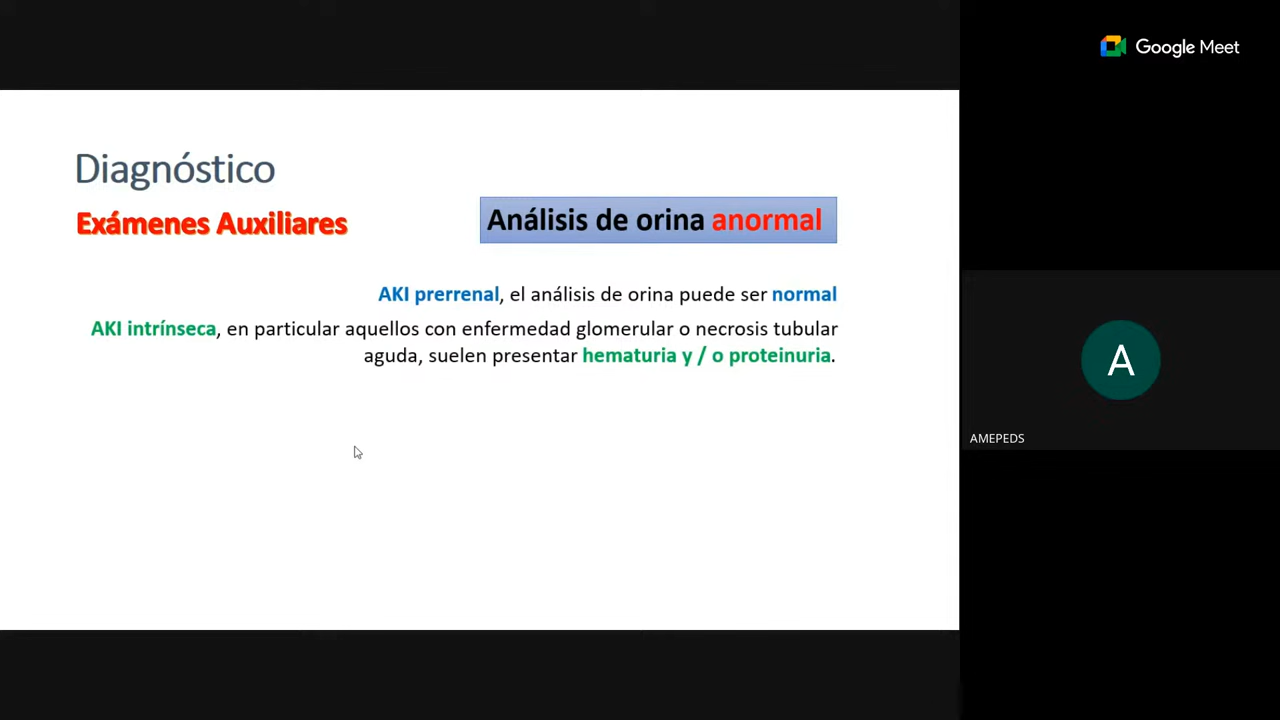 Google Meet
Diagnóstico
Exámenes Auxiliares
Análisis de orina anormal
AKI prerrenal, el análisis de orina puede ser normal
AKI intrínseca, en particular aquellos con enfermedad glomerular o necrosis tubular
aguda, suelen presentar hematuria y / o proteinuria.
A
AMEPEDS